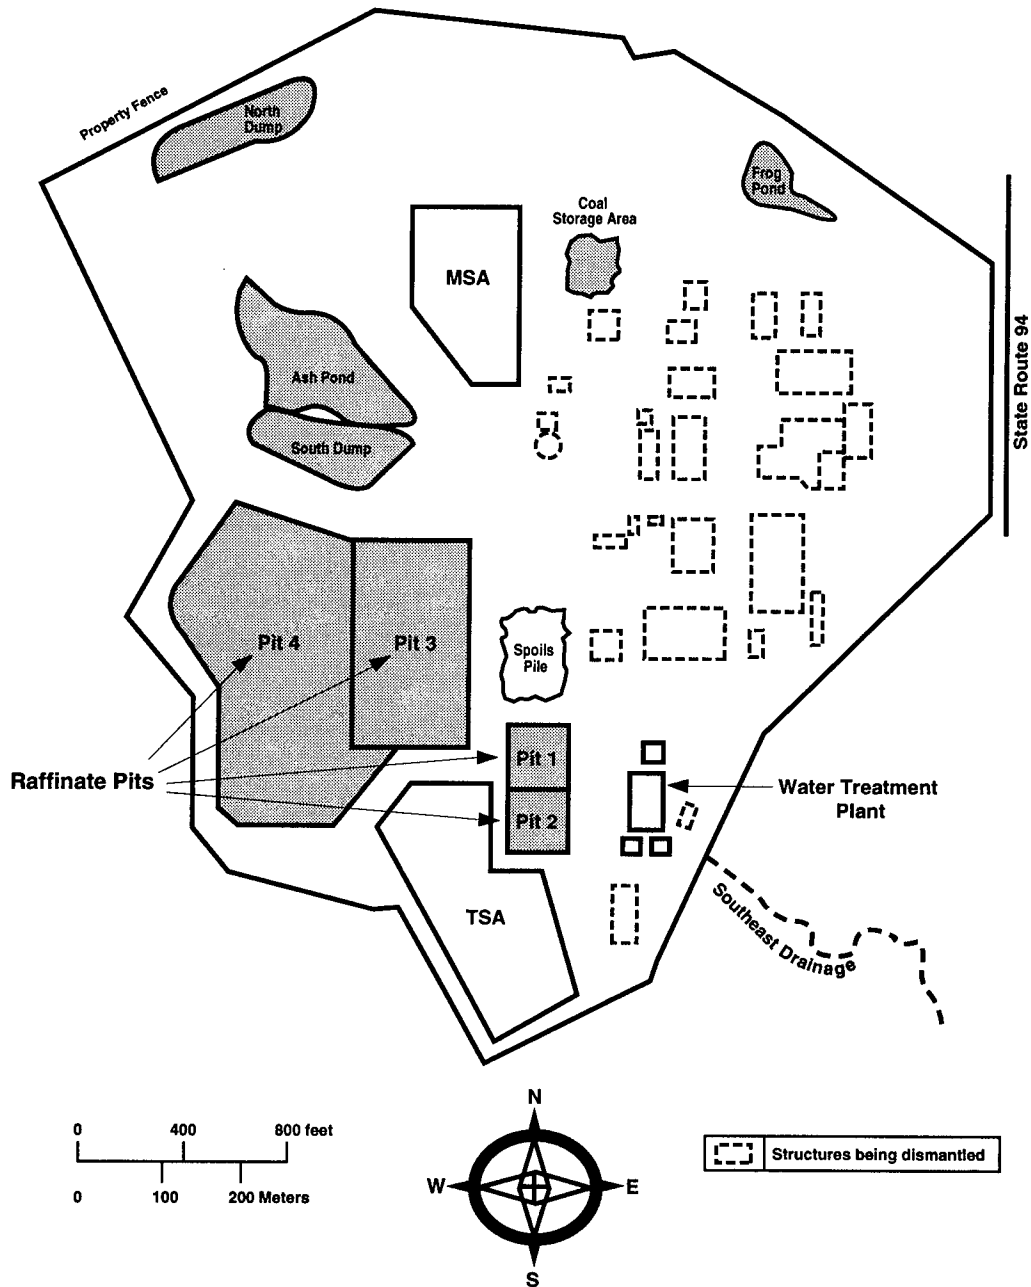 Property Fence
North
Dump
Frog
Pond
Coal
Storage Area
MSA
State Route 94
Ash Pond
South Dump
Pit 4
Pit 3
Spoils
Pile
Raffinate Pits
Pit 1
Pit 2
Water Treatment
Plant
TSA
Southeast Drainage
0 400 800 feet
0 100 200 Meters
N
W E
S
Structures being dismantled